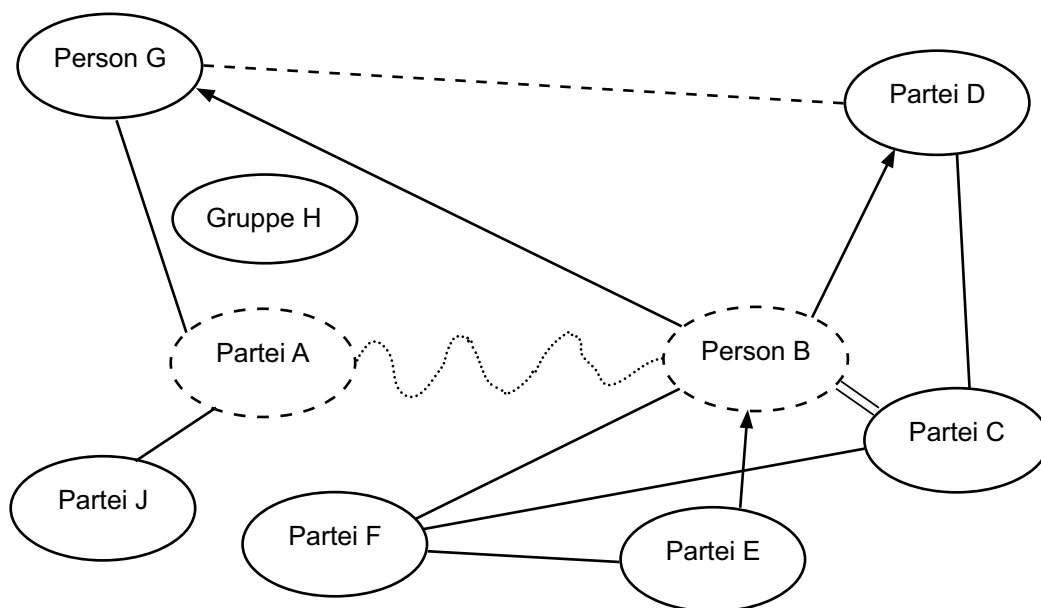 Person G
Partei D
Gruppe H
Partei A
Person B
Partei C
Partei J
Partei F
Partei E